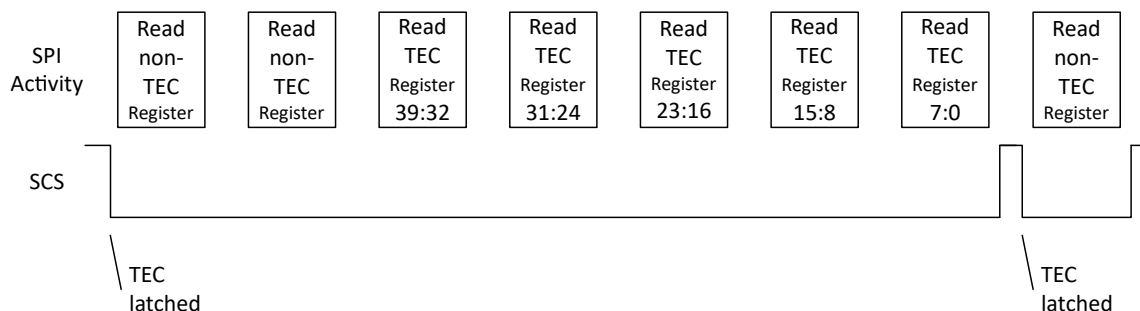 SPI
Activity
Read
non-
TEC
Register
Read
non-
TEC
Register
Read
TEC
Register
39:32
Read
TEC
Register
31:24
Read
TEC
Register
23:16
Read
TEC
Register
15:8
Read
TEC
Register
7:0
Read
non-
TEC
Register
SCS
TEC
latched
TEC
latched